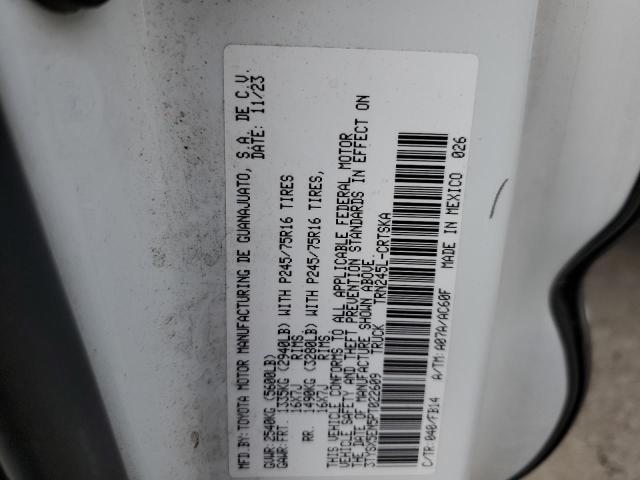 MFD.BY:TOYOTA MOTOR MANUFACTURING DE GUANAJUATO, S.A. DE C.V.
DATE: 11/23
GVWR:2540KG(5600LB)
GAWR:FRT. 1335KG (2940LB) WITH P245/75R16 TIRES
16X7J RIMS
RR. 1490KG (3280LB) WITH P245/75R16 TIRES,
16X7J RIMS
THIS VEHICLE CONFORMS TO ALL APPLICABLE FEDERAL MOTOR
VEHICLE SAFETY AND THEFT PREVENTION STANDARDS IN EFFECT ON
THE DATE OF MANUFACTURE SHOWN ABOVE.
3TYSX5EN5PT022609 TRUCK TRN245L-CRTSKA
C/TR:040/FB14 A/TM:A07A/AC60F MADE IN MEXICO 026